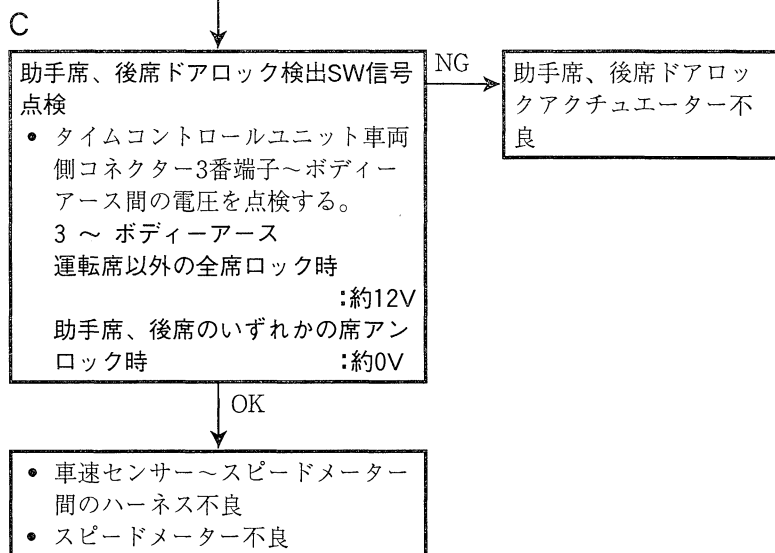 C
助手席、後席ドアロック検出SW信号
点検
• タイムコントロールユニット車両
側コネクター3番端子～ボディー
アース間の電圧を点検する。
3 ～ ボディーアース
運転席以外の全席ロック時
:約12V
助手席、後席のいずれかの席アン
ロック時 :約0V
NG
助手席、後席ドアロッ
クアクチュエーター不
良
OK
• 車速センサー～スピードメーター
間のハーネス不良
• スピードメーター不良